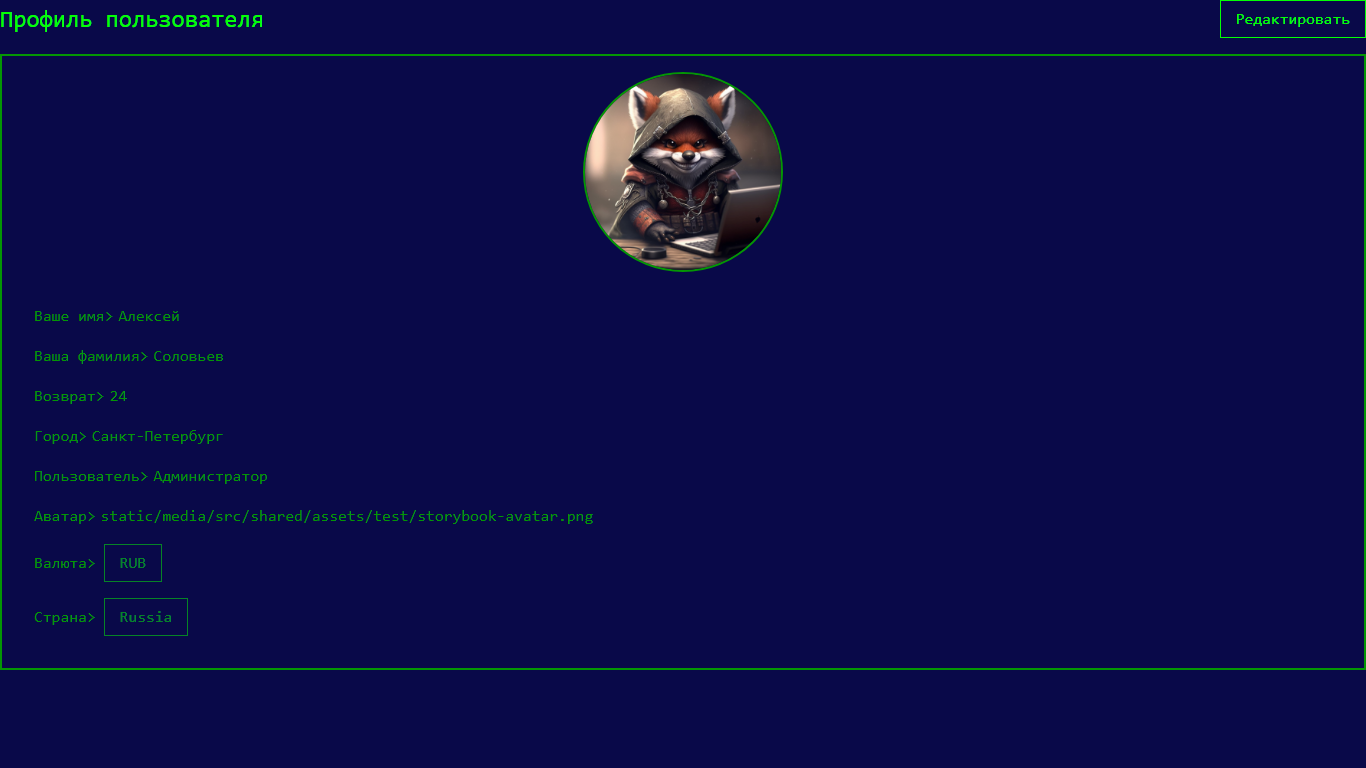 Профиль пользователя
Редактировать
Ваше имя> Алексей
Ваша фамилия> Соловьев
Возврат> 24
Город> Санкт-Петербург
Пользователь> Администратор
Аватар> static/media/src/shared/assets/test/storybook-avatar.png
Валюта> RUB
Страна> Russia